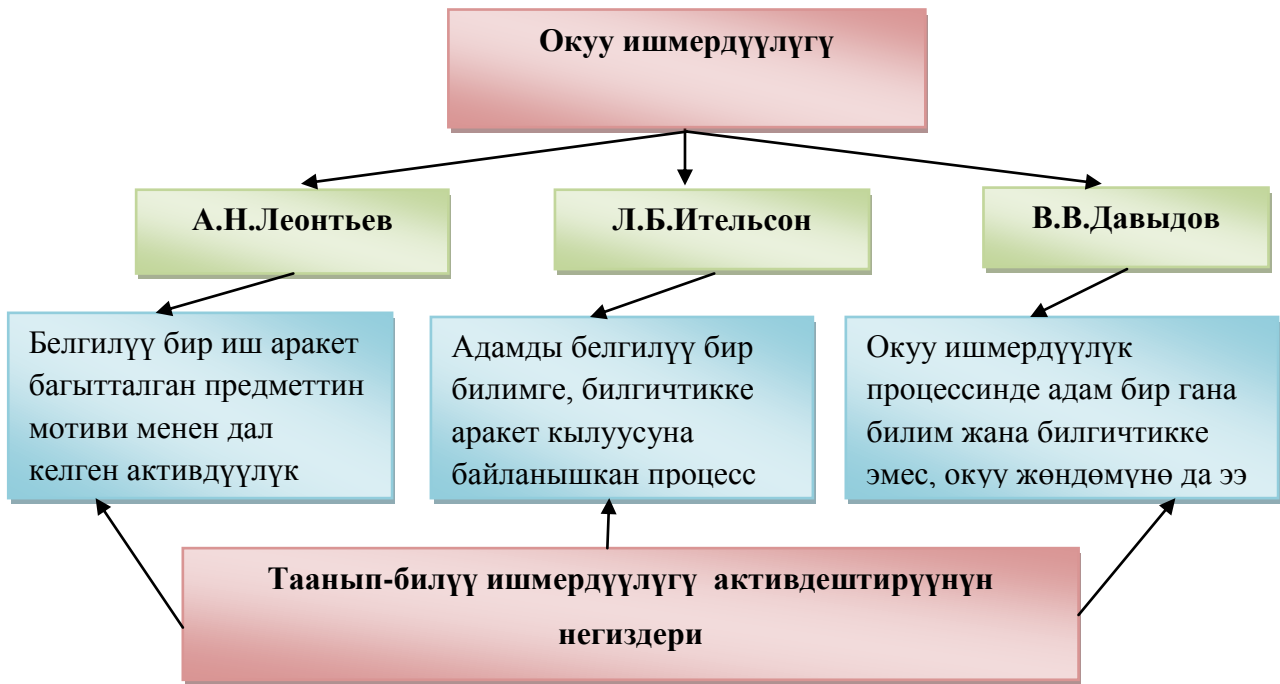 Окуу ишмердүүлүгү
А.Н.Леонтьев
Л.Б.Ительсон
В.В.Давыдов
Белгилүү бир иш аракет
багытталган предметтин
мотиви менен дал
келген активдүүлүк
Адамды белгилүү бир
билимге, билгичтикке
аракет кылуусуна
байланышкан процесс
Окуу ишмердүүлүк
процессинде адам бир гана
билим жана билгичтикке
эмес, окуу жөндөмүнө да ээ
Таанып-билүү ишмердүүлүгү активдештирүүнүн
негиздери